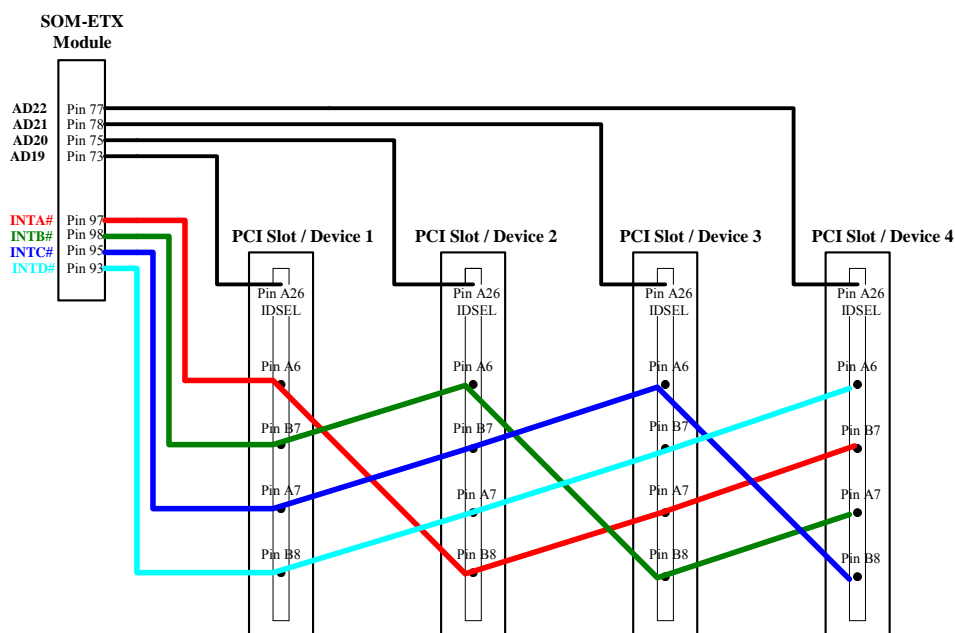 SOM-ETX
Module
AD22 Pin 77
AD21 Pin 78
AD20 Pin 75
AD19 Pin 73
INTA# Pin 97
INTB# Pin 98
INTC# Pin 95
INTD# Pin 93
PCI Slot / Device 1 PCI Slot / Device 2 PCI Slot / Device 3 PCI Slot / Device 4
Pin A26 Pin A26 Pin A26 Pin A26
IDSEL IDSEL IDSEL IDSEL
Pin A6 Pin A6 Pin A6 Pin A6
Pin B7 Pin B7 Pin B7 Pin B7
Pin A7 Pin A7 Pin A7 Pin A7
Pin B8 Pin B8 Pin B8 Pin B8